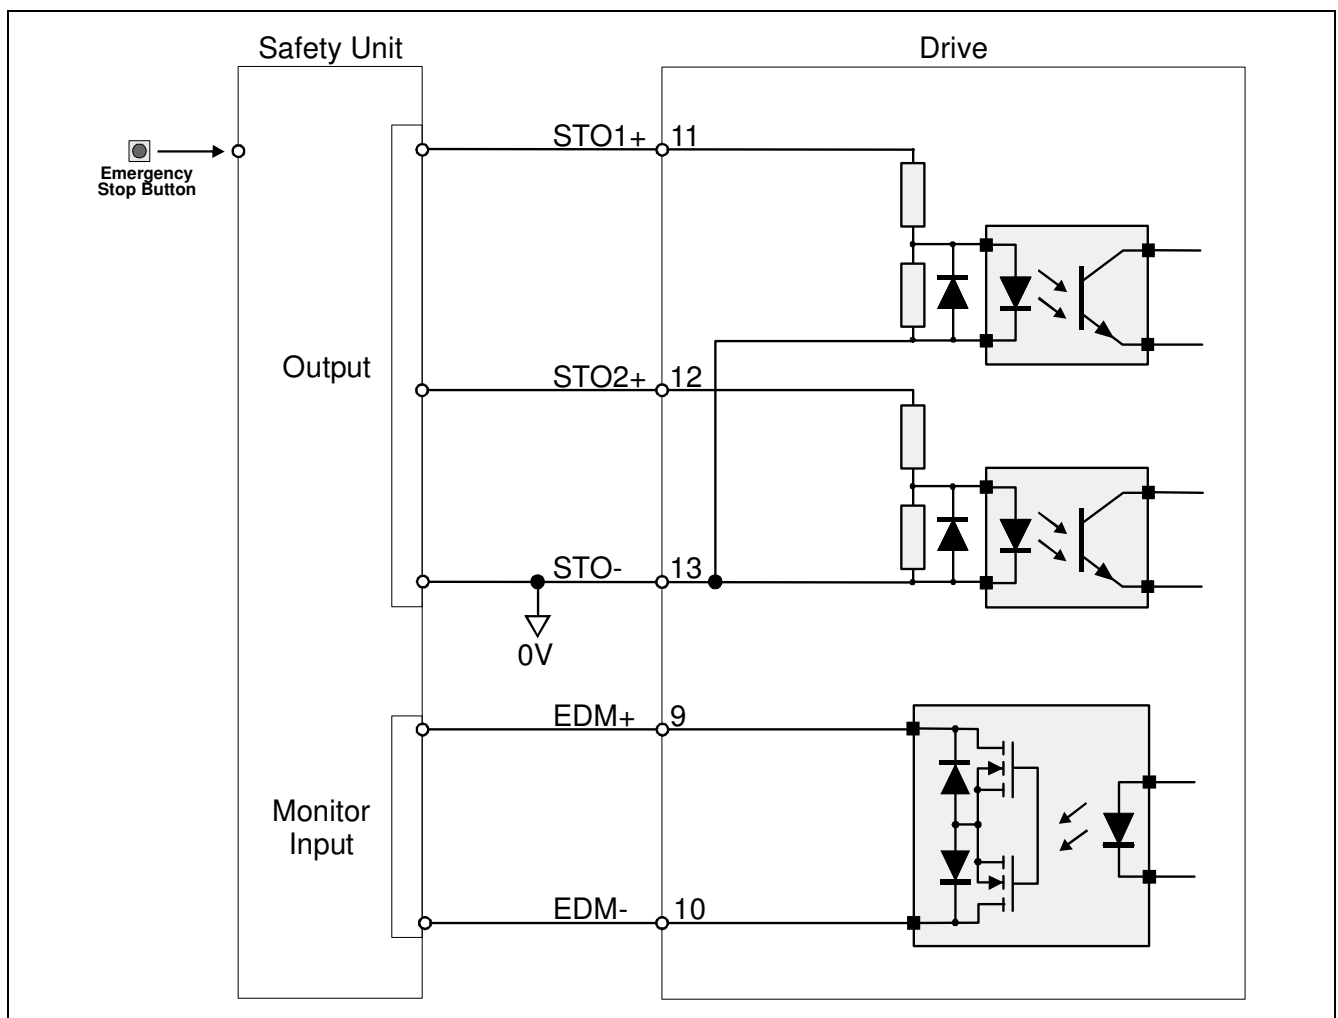 Safety Unit
Drive
Emergency
Stop Button
STO1+
11
Output
STO2+
12
STO-
13
0V
EDM+
9
Monitor
Input
EDM-
10